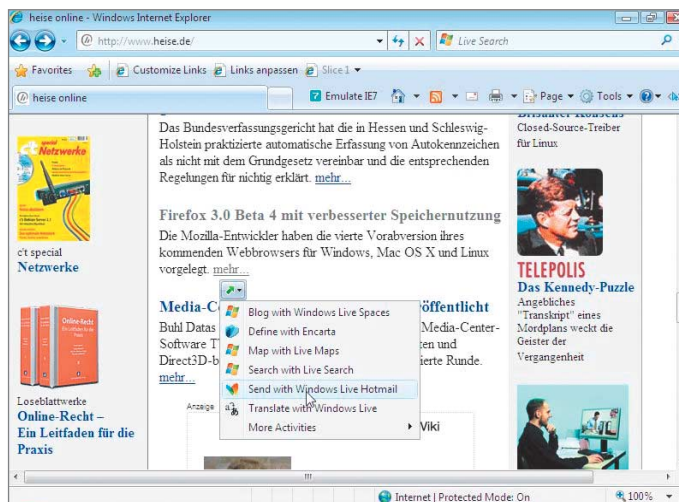 heise online - Windows Internet Explorer
http://www.heise.de/
Live Search
Favorites
Customize Links
Links anpassen
Slice 1
heise online
Emulate IE7
Page
Tools
special
Netzwerke
c't special
Netzwerke
Online-Recht
Loseblattwerke
Online-Recht –
Ein Leitfaden für die
Praxis
Das Bundesverfassungsgericht hat die in Hessen und Schleswig-
Holstein praktizierte automatische Erfassung von Autokennzeichen
als nicht mit dem Grundgesetz vereinbar und die entsprechenden
Regelungen für nichtig erklärt. mehr...
Firefox 3.0 Beta 4 mit verbesserter Speichernutzung
Die Mozilla-Entwickler haben die vierte Vorabversion ihres
kommenden Webbrowsers für Windows, Mac OS X und Linux
vorgelegt. mehr...
Media-C öffentlicht
Buhl Datas Media-Center-
Software T en und
Direct3D-b ierte Runde.
mehr...
Blog with Windows Live Spaces
Define with Encarta
Map with Live Maps
Search with Live Search
Send with Windows Live Hotmail
Translate with Windows Live
More Activities
Anzeige
Viki
Closed-Source-Treiber
für Linux
TELEPOLIS
Das Kennedy-Puzzle
Angebliches
"Transkript" eines
Mordplans weckt die
Geister der
Vergangenheit
Internet | Protected Mode: On
100%